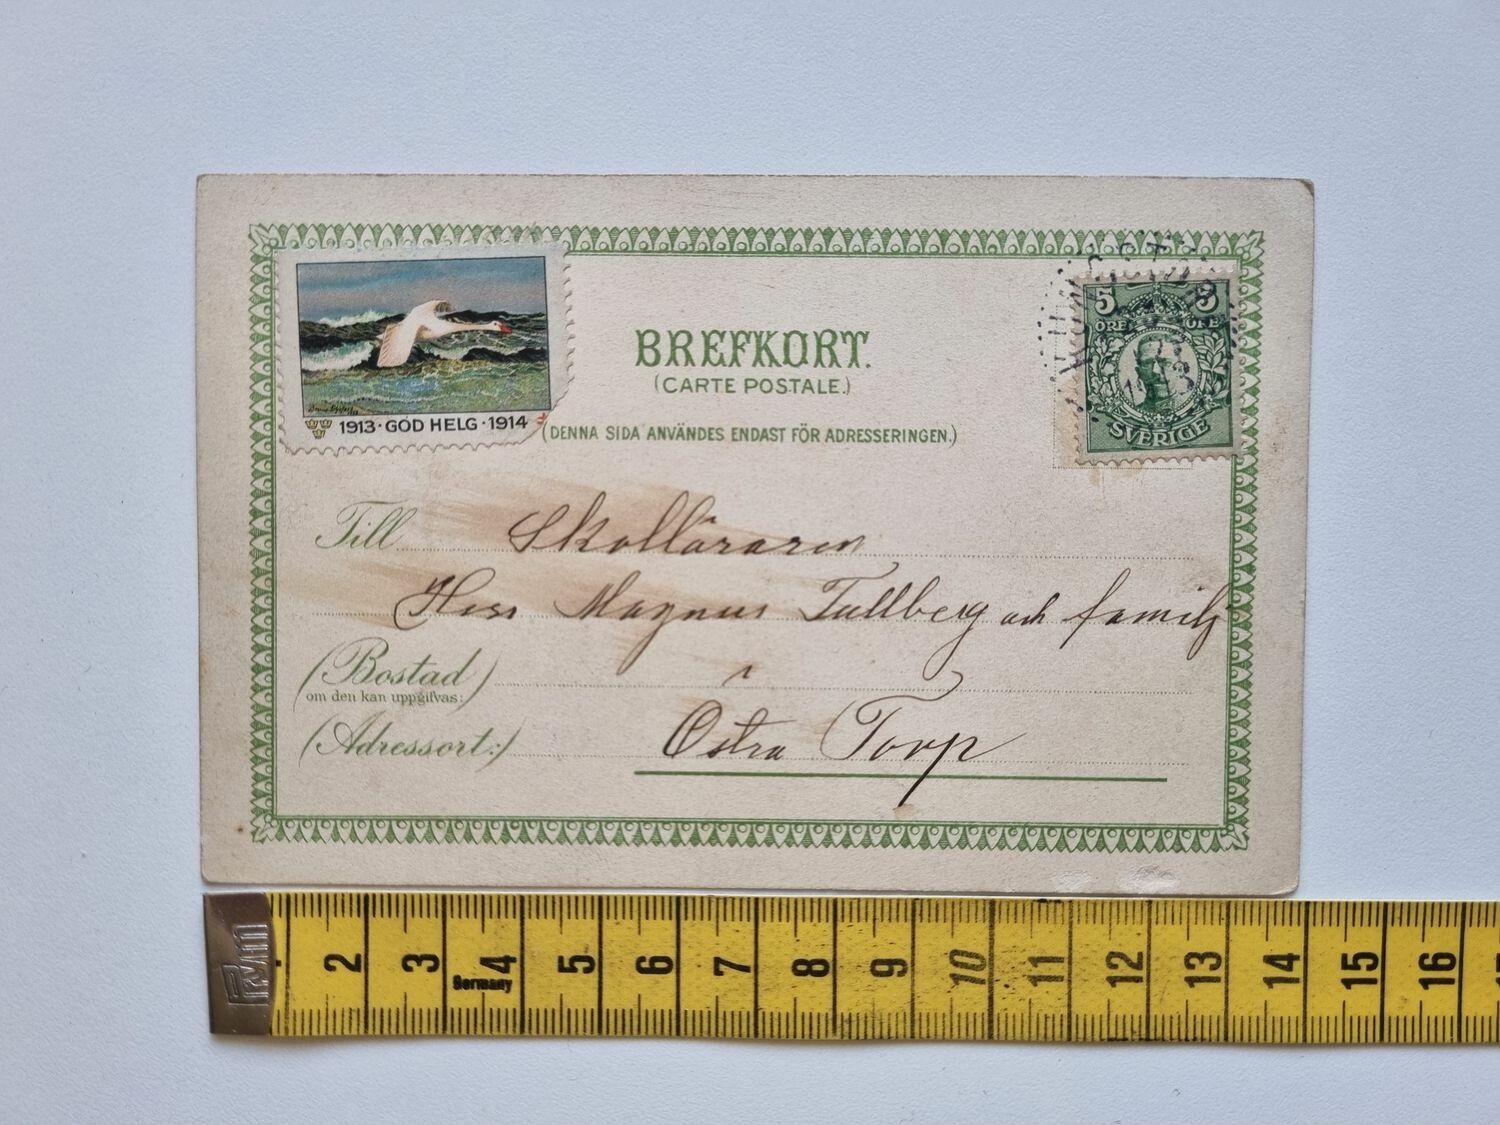 BREFKORT.
(CARTE POSTALE.)
(DENNA SIDA ANVÄNDES ENDAST FÖR ADRESSERINGEN.)
1913·GOD HELG·1914
5 5
ÖRE ÖRE
SVERIGE
Till Skolläraren
Herr Magnus Tullberg och familj
(Bostad) i
om den kan uppgifvas:
(Adressort:) Östra Torp
Prym
2 3 4 5 6 7 8 9 10 11 12 13 14 15 16
Germany